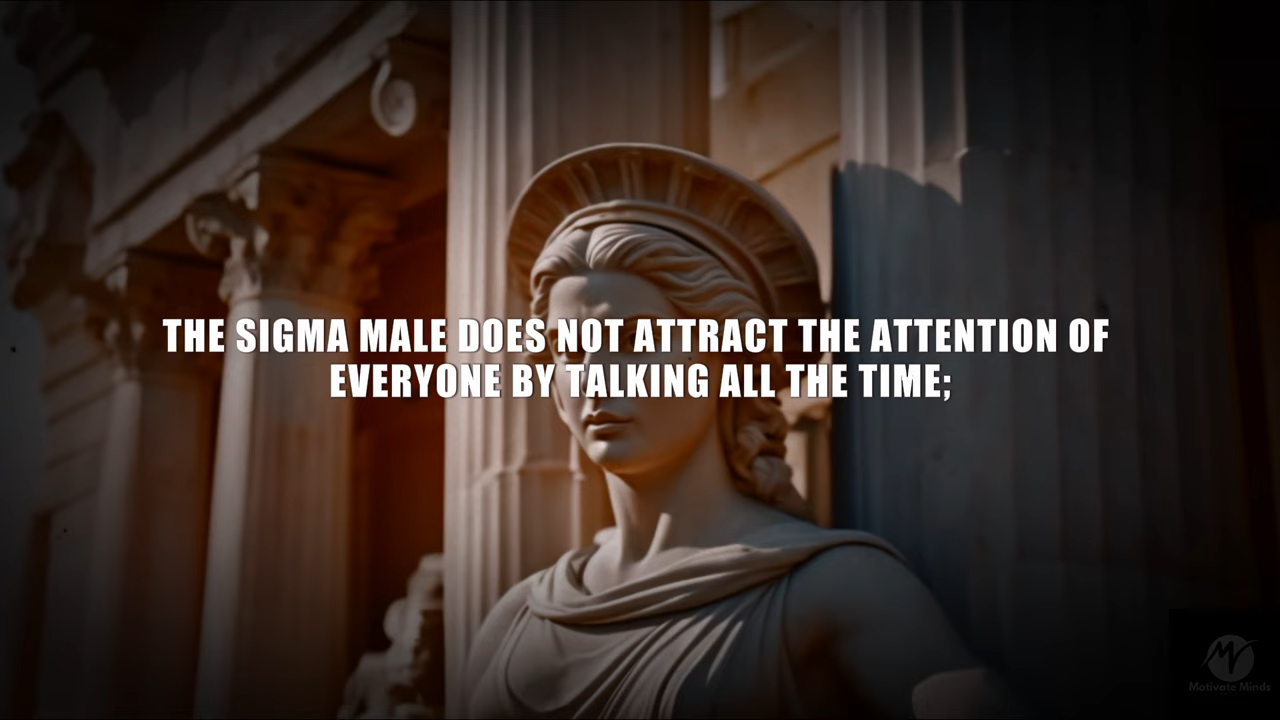 THE SIGMA MALE DOES NOT ATTRACT THE ATTENTION OF
EVERYONE BY TALKING ALL THE TIME;
Motivate Minds